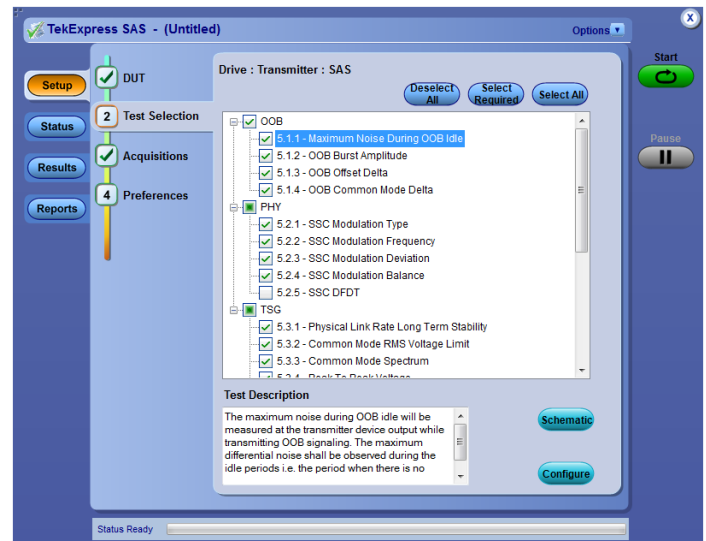 TekExpress SAS - (Untitled)
Options
Start
Pause
Setup
Status
Results
Reports
DUT
2 Test Selection
Acquisitions
4 Preferences
Drive : Transmitter : SAS
Deselect
All
Select
Required
Select All
OOB
5.1.1 - Maximum Noise During OOB Idle
5.1.2 - OOB Burst Amplitude
5.1.3 - OOB Offset Delta
5.1.4 - OOB Common Mode Delta
PHY
5.2.1 - SSC Modulation Type
5.2.2 - SSC Modulation Frequency
5.2.3 - SSC Modulation Deviation
5.2.4 - SSC Modulation Balance
5.2.5 - SSC DFDT
TSG
5.3.1 - Physical Link Rate Long Term Stability
5.3.2 - Common Mode RMS Voltage Limit
5.3.3 - Common Mode Spectrum
5.3.4 - Peak To Peak Voltage
Test Description
The maximum noise during OOB idle will be
measured at the transmitter device output while
transmitting OOB signaling. The maximum
differential noise shall be observed during the
idle periods i.e. the period when there is no
Schematic
Configure
Status Ready